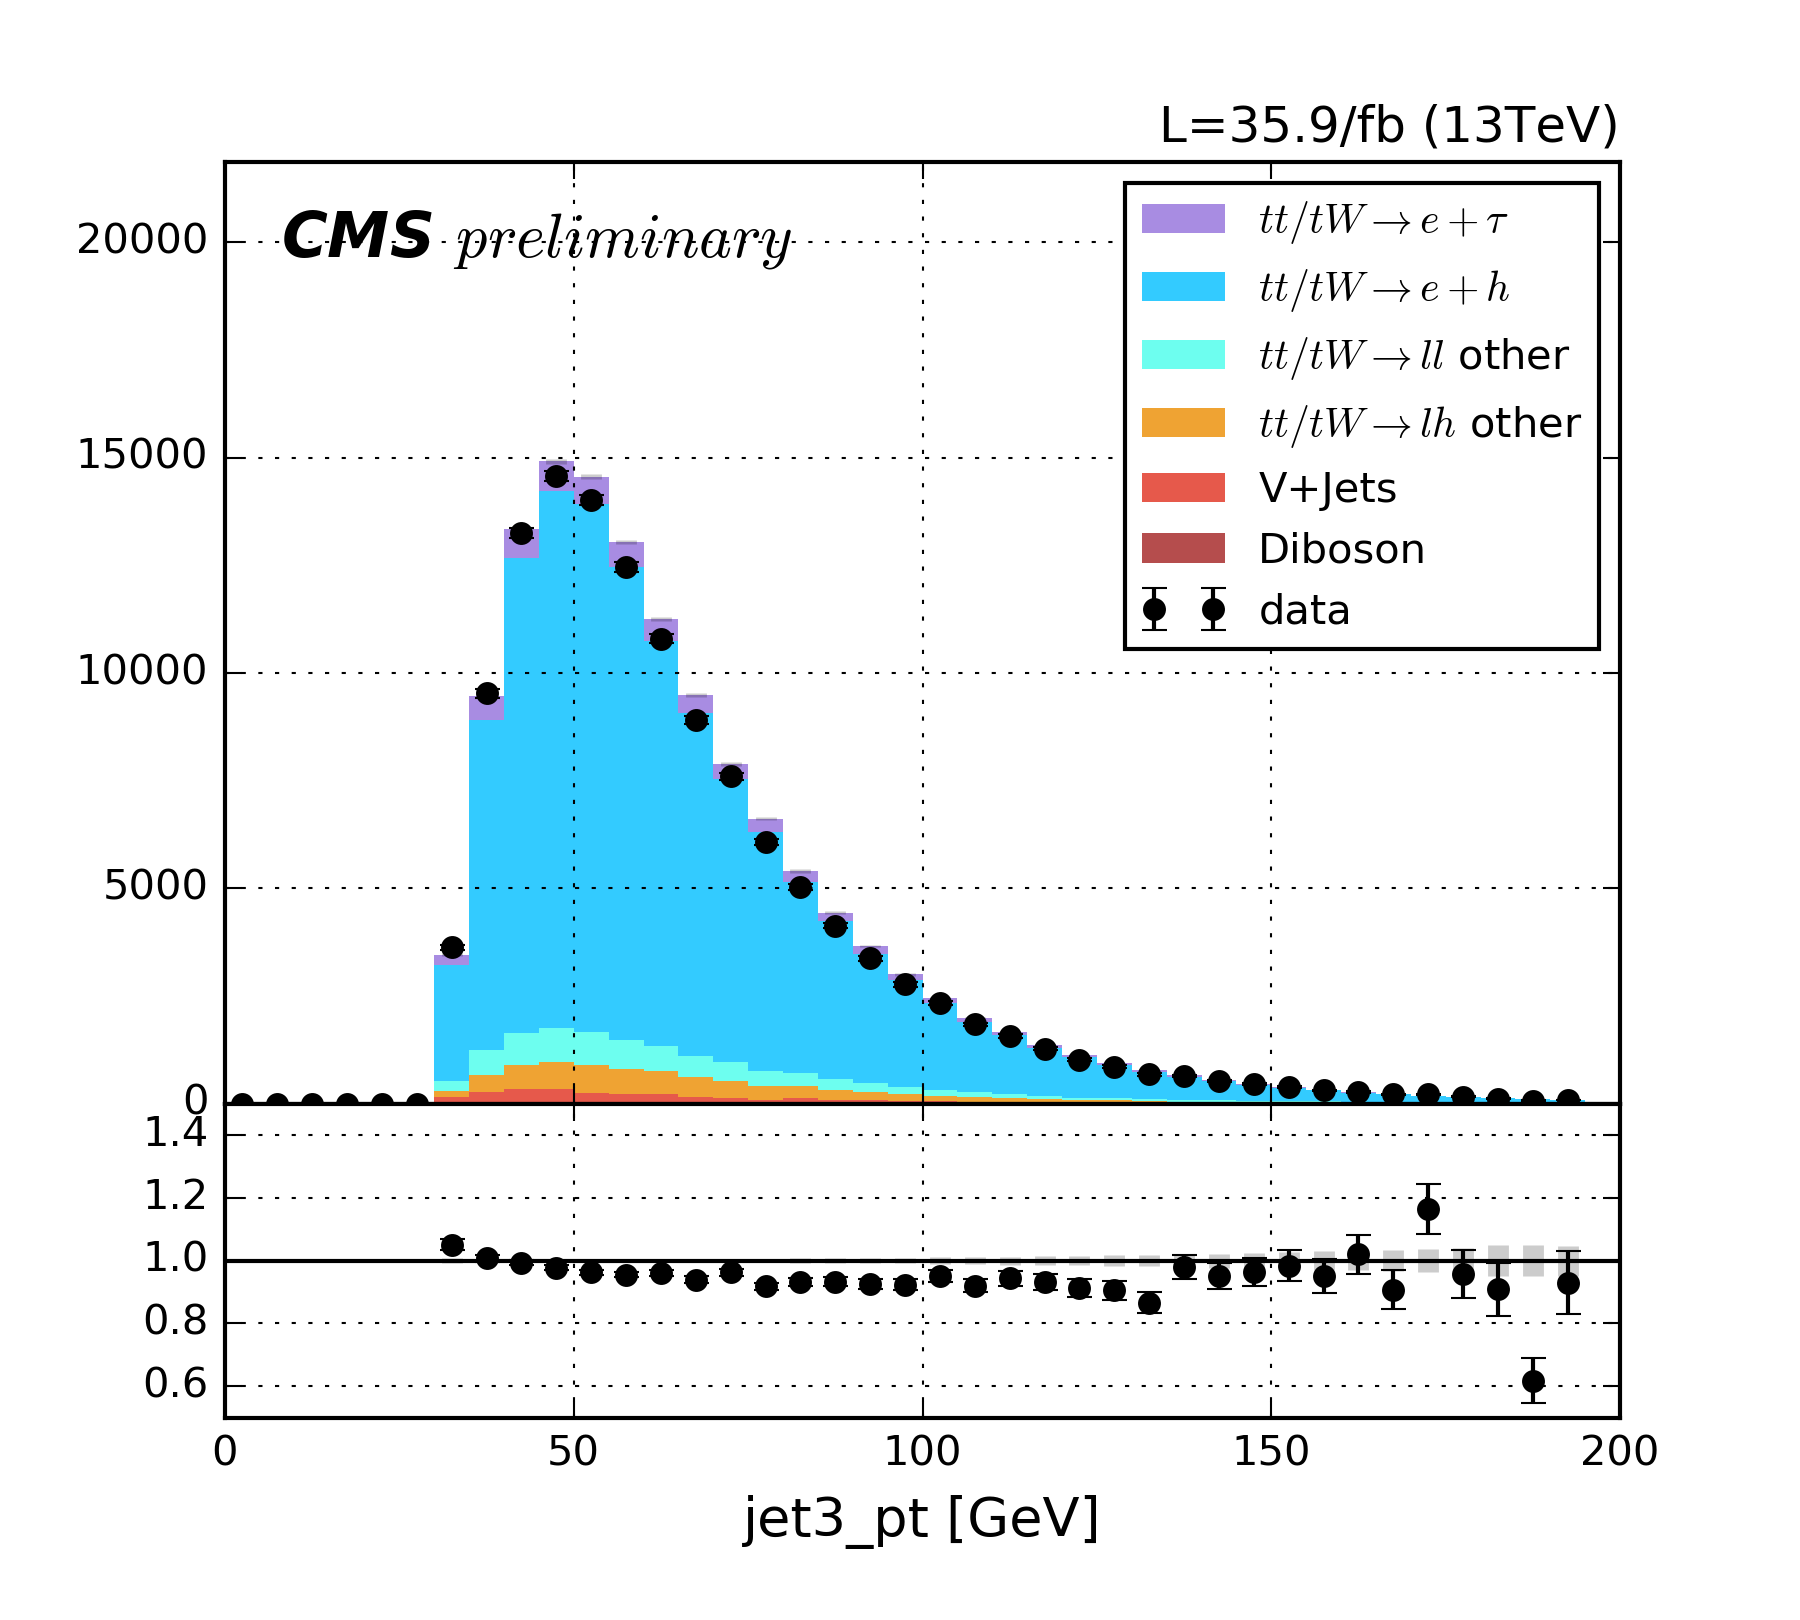 L=35.9/fb (13TeV)
CMS preliminary
tt/tW→e+τ
tt/tW→e+h
tt/tW→ll other
tt/tW→lh other
V+Jets
Diboson
data
20000
15000
10000
5000
0
1.4
1.2
1.0
0.8
0.6
0 50 100 150 200
jet3_pt [GeV]